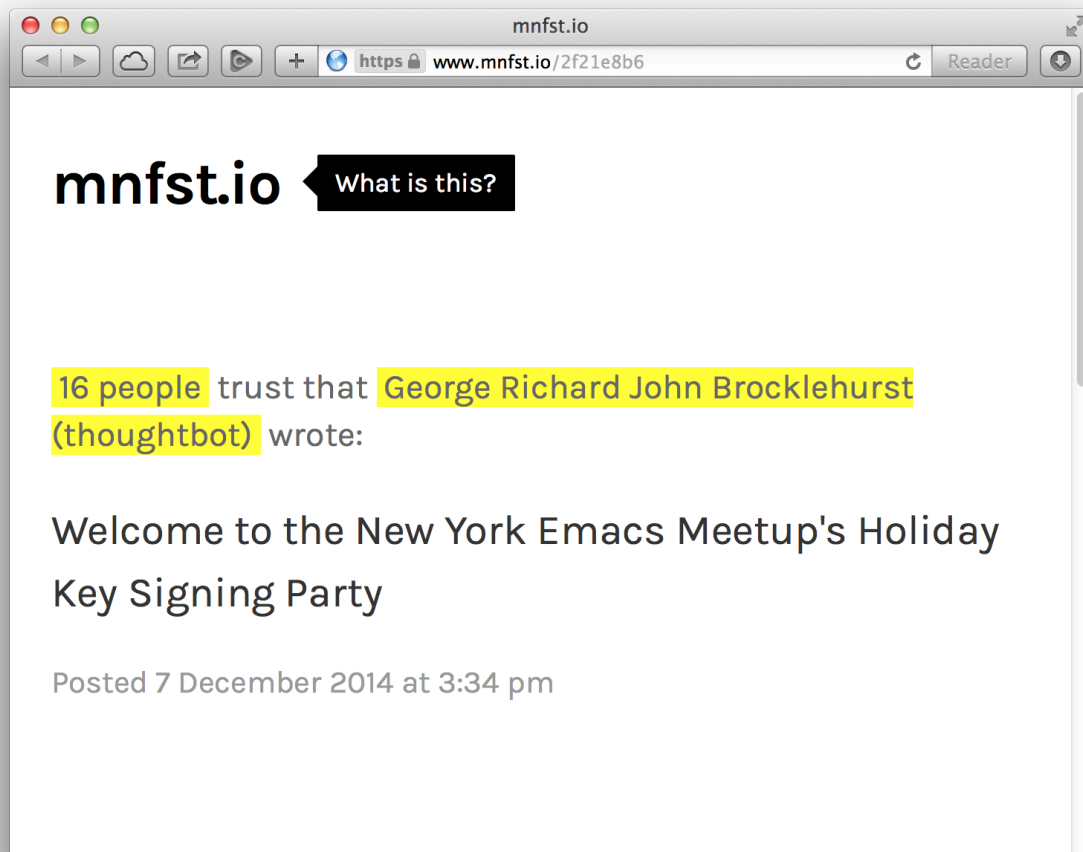 mnfst.io
https www.mnfst.io/2f21e8b6 Reader
mnfst.io What is this?
16 people trust that George Richard John Brocklehurst
(thoughtbot) wrote:
Welcome to the New York Emacs Meetup's Holiday
Key Signing Party
Posted 7 December 2014 at 3:34 pm